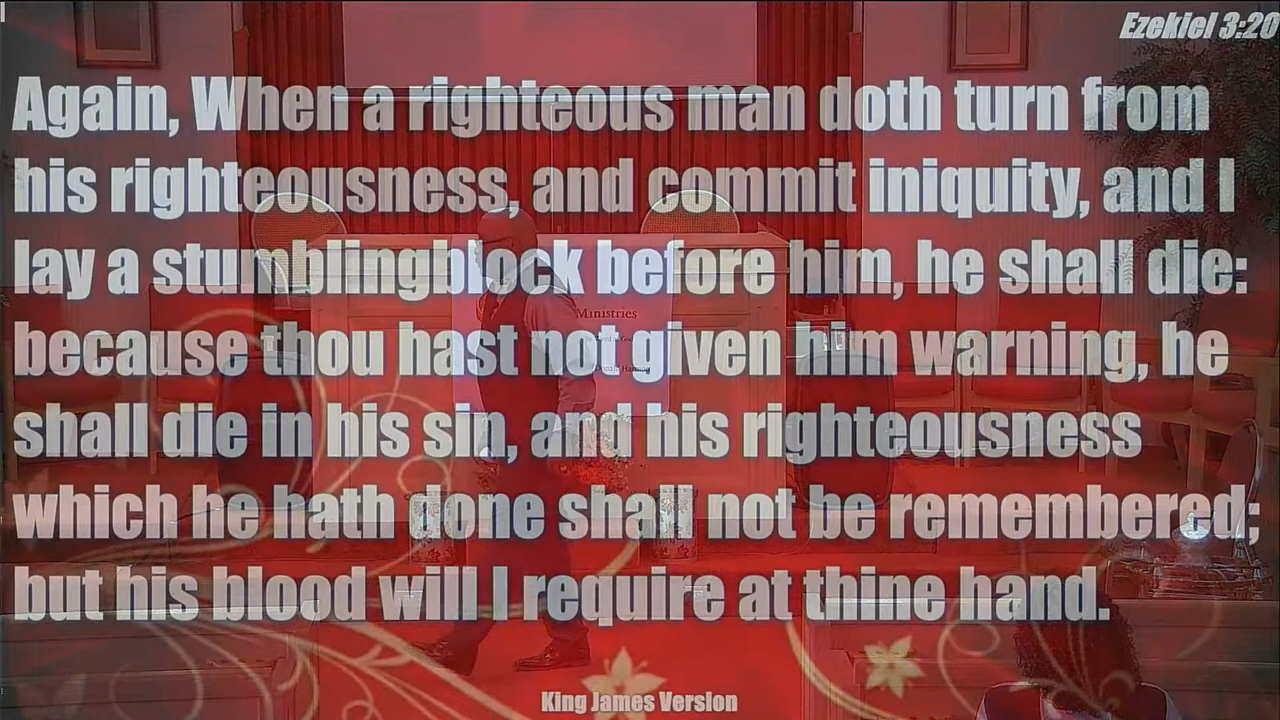 Ezekiel 3:20
Again, When a righteous man doth turn from
his righteousness, and commit iniquity, and I
lay a stumblingblock before him, he shall die:
because thou hast not given him warning, he
shall die in his sin, and his righteousness
which he hath done shall not be remembered;
but his blood will I require at thine hand.
Ministries
King James Version